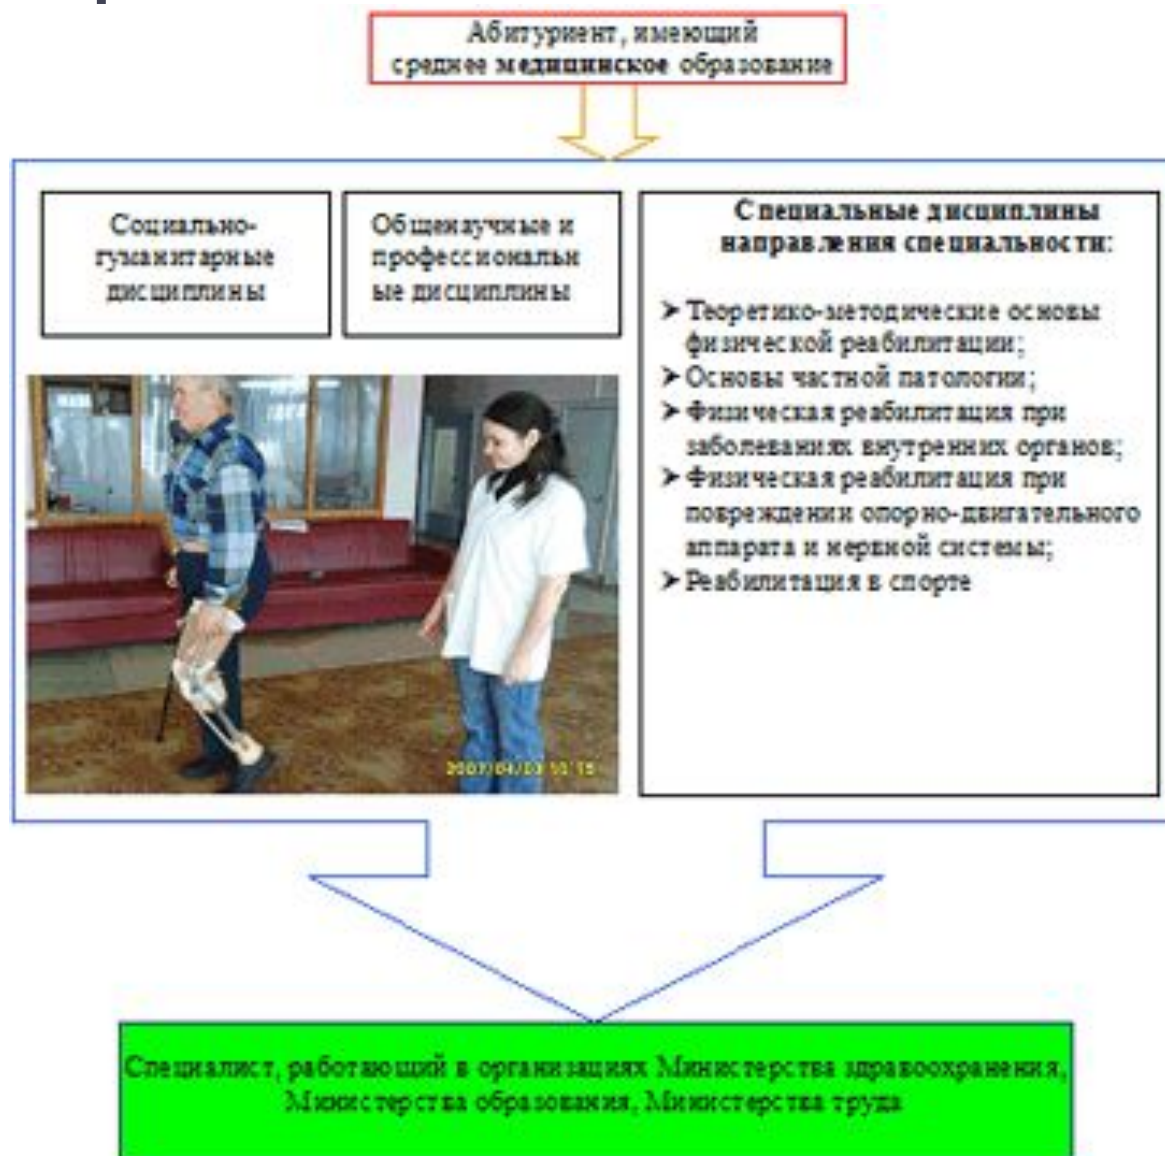 Абитуриент, имеющий
среднее медицинское образование
Социально-
гуманитарные
дисциплины
Общенаучные и
профессиональн
ые дисциплины
Специальные дисциплины
направления специальности:
➤ Теоретико-методические основы
физической реабилитации;
➤ Основы частной патологии;
➤ Физическая реабилитация при
заболеваниях внутренних органов;
➤ Физическая реабилитация при
повреждении опорно-двигательного
аппарата и нервной системы;
➤ Реабилитация в спорте
Специалист, работающий в организациях Министерства здравоохранения,
Министерства образования, Министерства труда